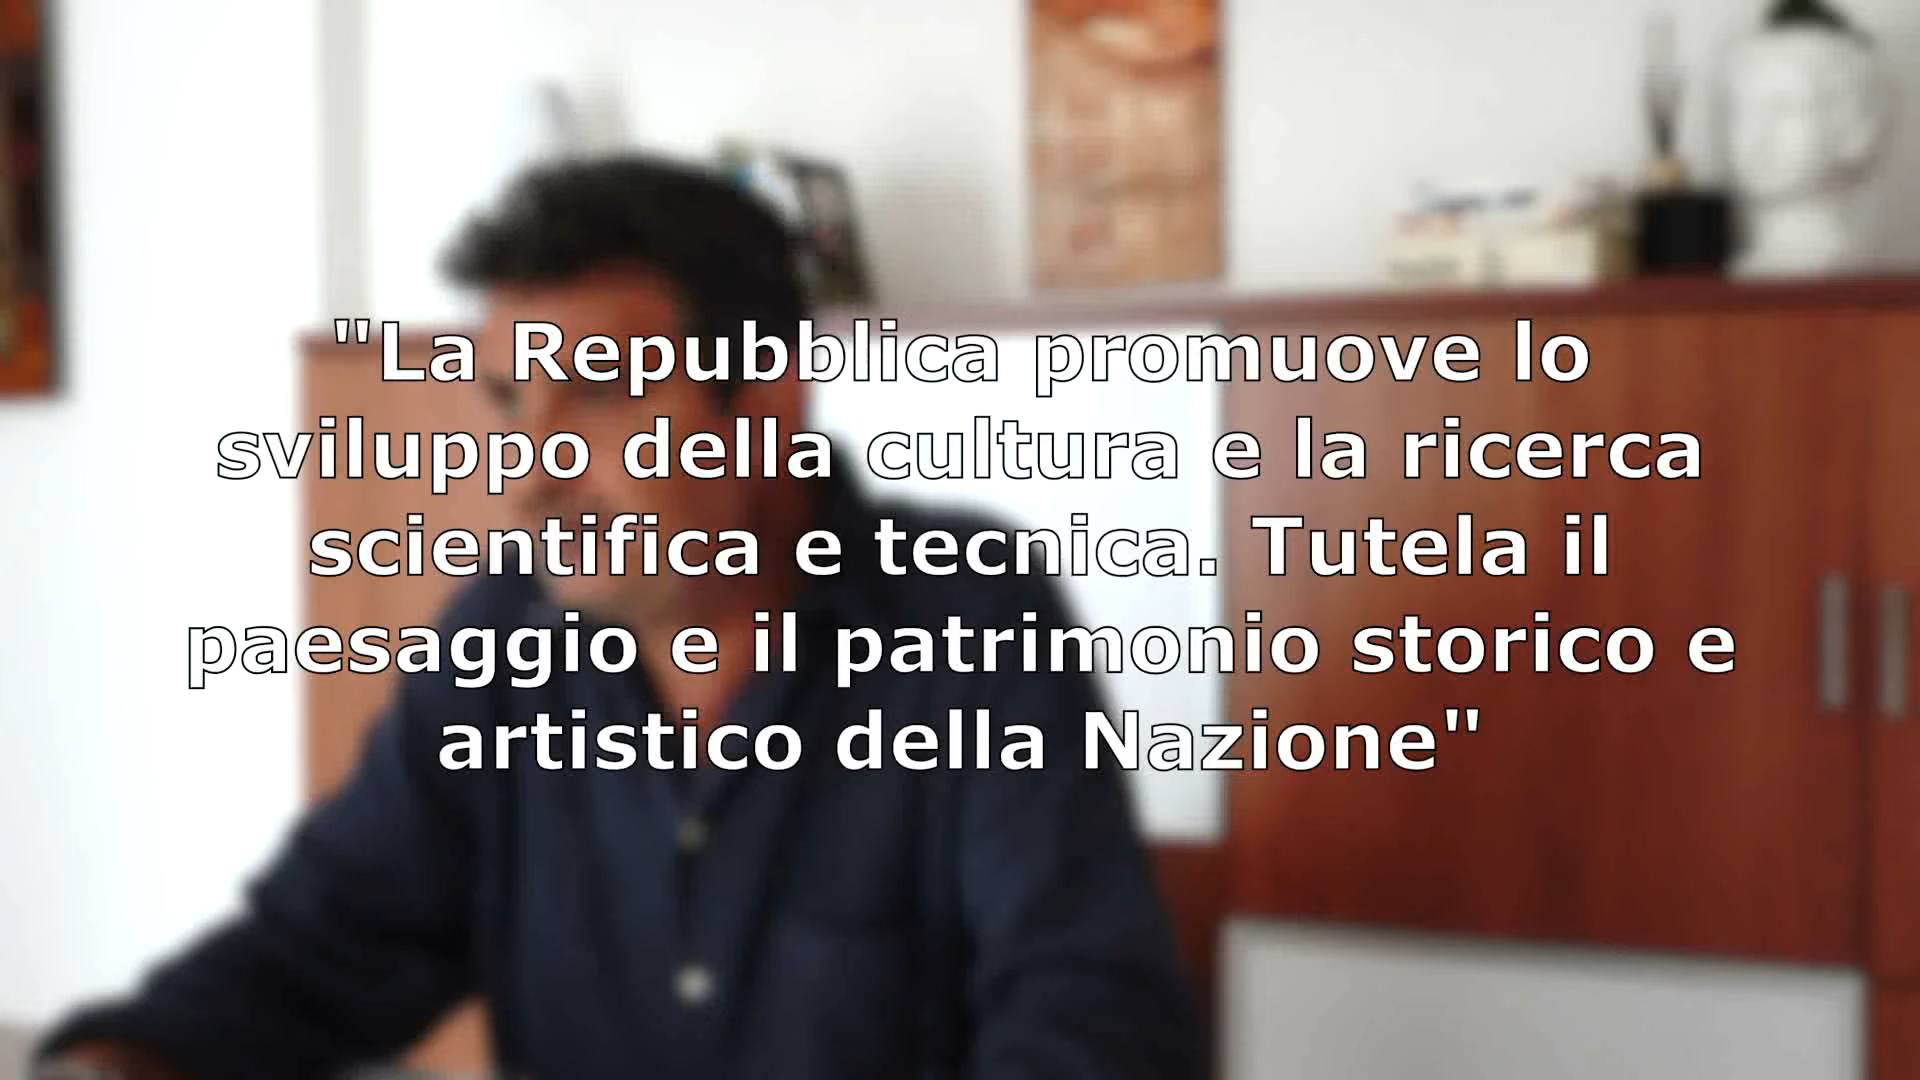 "La Repubblica promuove lo
sviluppo della cultura e la ricerca
scientifica e tecnica. Tutela il
paesaggio e il patrimonio storico e
artistico della Nazione"